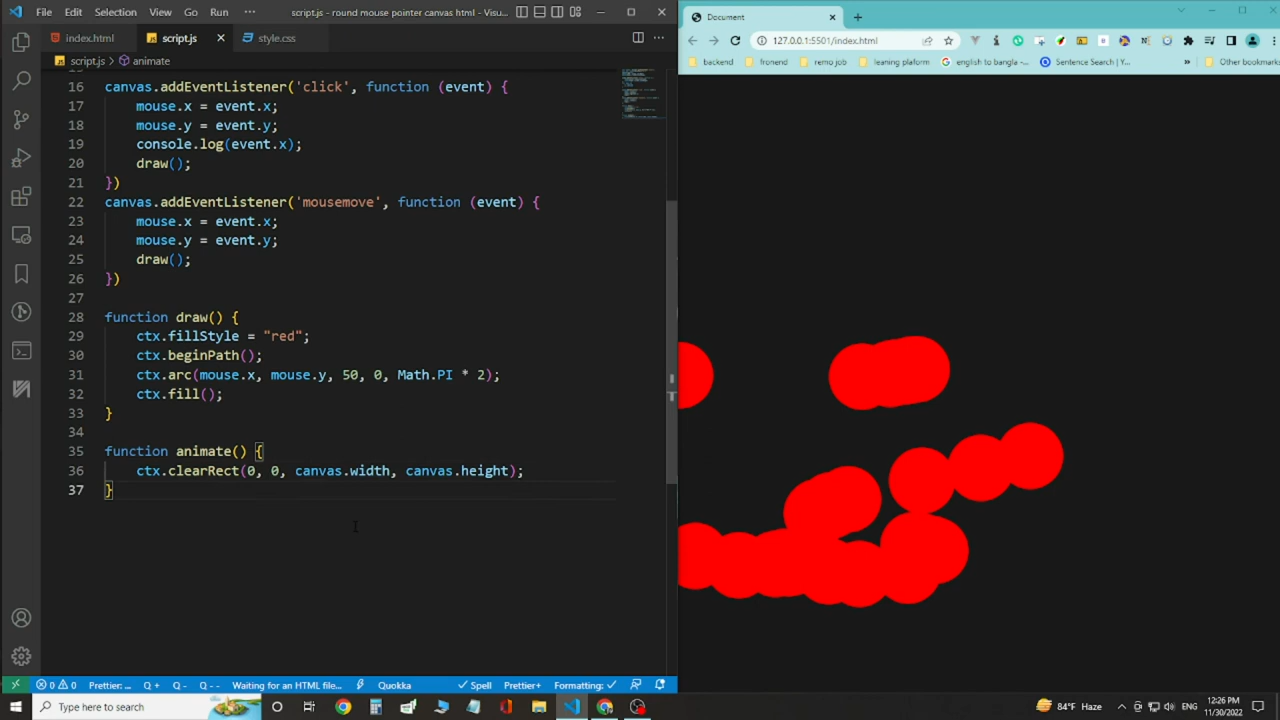 File Edit Selection View Go Run ··· script.js - round mouse pointer canvas html - Visu...
index.html script.js style.css
script.js > animate
16 canvas.addEventListener('click', function (event) {
17 mouse.x = event.x;
18 mouse.y = event.y;
19 console.log(event.x);
20 draw();
21 })
22 canvas.addEventListener('mousemove', function (event) {
23 mouse.x = event.x;
24 mouse.y = event.y;
25 draw();
26 })
27
28 function draw() {
29 ctx.fillStyle = "red";
30 ctx.beginPath();
31 ctx.arc(mouse.x, mouse.y, 50, 0, Math.PI * 2);
32 ctx.fill();
33 }
34
35 function animate() {
36 ctx.clearRect(0, 0, canvas.width, canvas.height);
37 }
0 0 Prettier: ... Q + Q - Q -- Waiting for an HTML file... Quokka Spell Prettier+ Formatting:
Document
127.0.0.1:5501/index.html
backend fronend remo job leaning plaform english to bangla -... Sentence Search | Y... » Other bookmarks
Type here to search
84°F Haze ENG
12:26 PM
11/30/2022